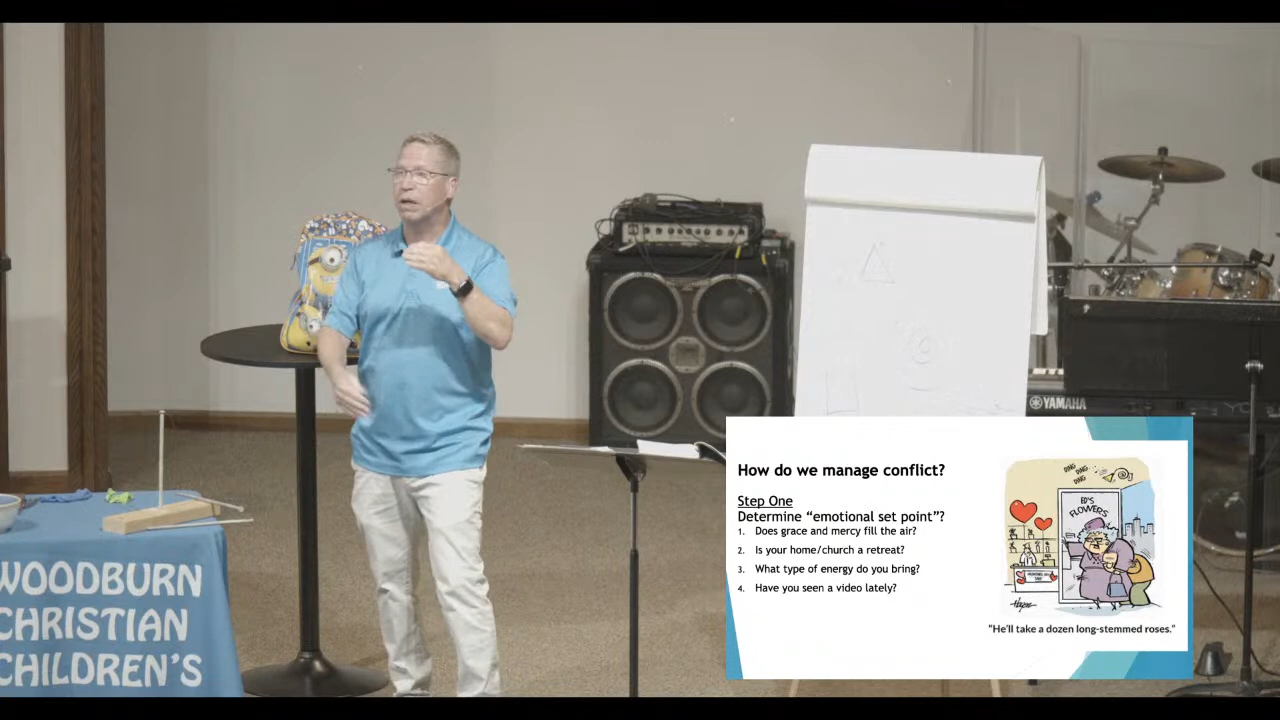 YAMAHA
WOODBURN
CHRISTIAN
CHILDREN'S
How do we manage conflict?
Step One
Determine “emotional set point”?
1. Does grace and mercy fill the air?
2. Is your home/church a retreat?
3. What type of energy do you bring?
4. Have you seen a video lately?
DING
DING
DING
ED'S
FLOWERS
“He'll take a dozen long-stemmed roses.”